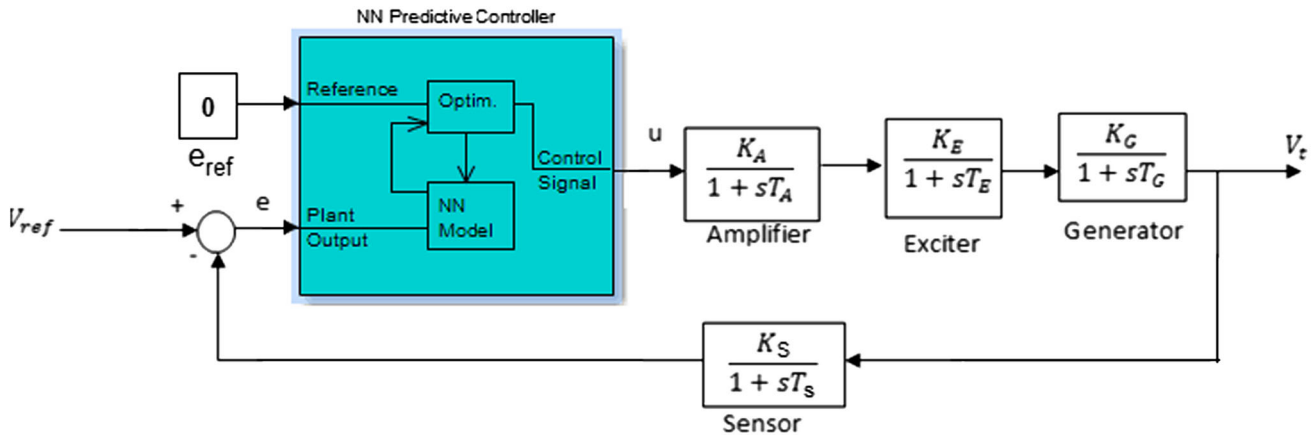 NN Predictive Controller
0
e_ref
Reference
Optim.
Control
Signal
NN
Model
Plant
Output
V_ref
+
-
e
u
K_A
1 + sT_A
Amplifier
K_E
1 + sT_E
Exciter
K_G
1 + sT_G
Generator
V_t
K_S
1 + sT_S
Sensor